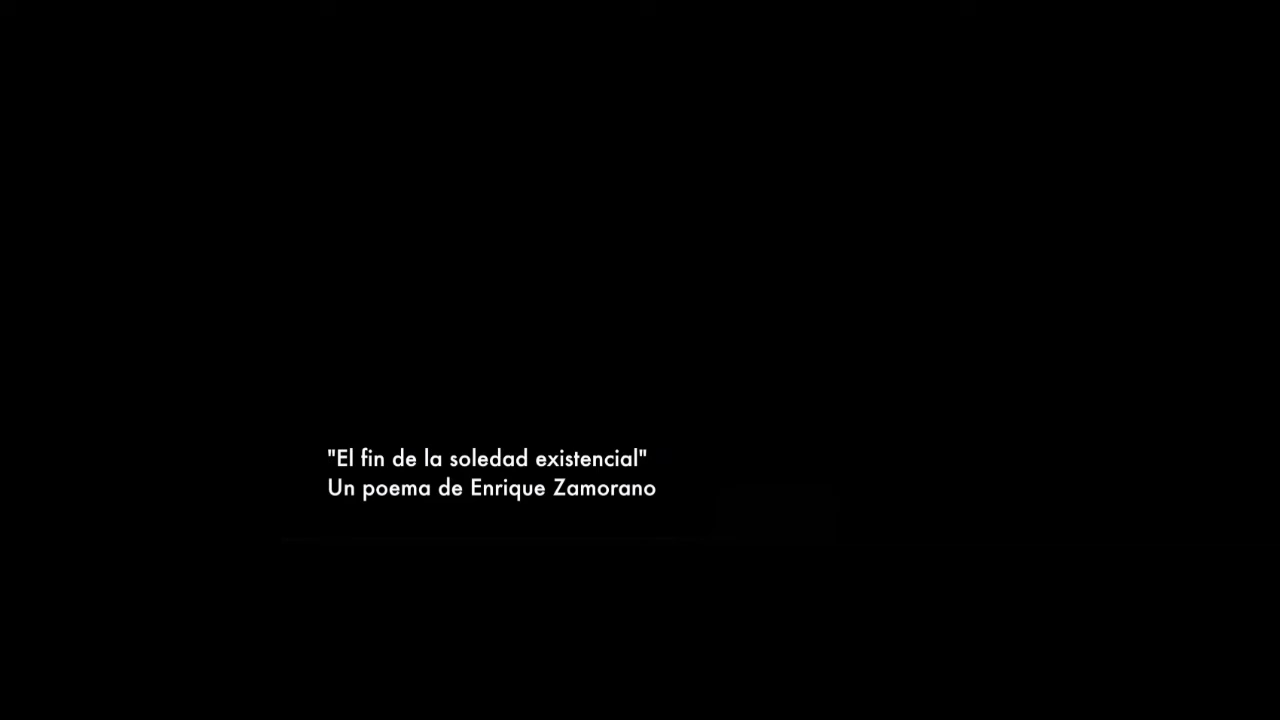 "El fin de la soledad existencial"
Un poema de Enrique Zamorano